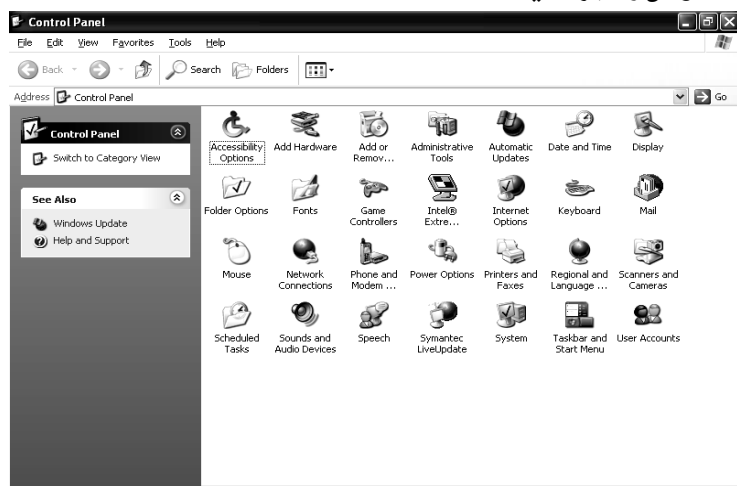 Control Panel
File Edit View Favorites Tools Help
Back Search Folders
Address Control Panel Go
Control Panel
Switch to Category View
See Also
Windows Update
Help and Support
Accessibility Options
Add Hardware
Add or Remov...
Administrative Tools
Automatic Updates
Date and Time
Display
Folder Options
Fonts
Game Controllers
Intel® Extre...
Internet Options
Keyboard
Mail
Mouse
Network Connections
Phone and Modem ...
Power Options
Printers and Faxes
Regional and Language ...
Scanners and Cameras
Scheduled Tasks
Sounds and Audio Devices
Speech
Symantec LiveUpdate
System
Taskbar and Start Menu
User Accounts